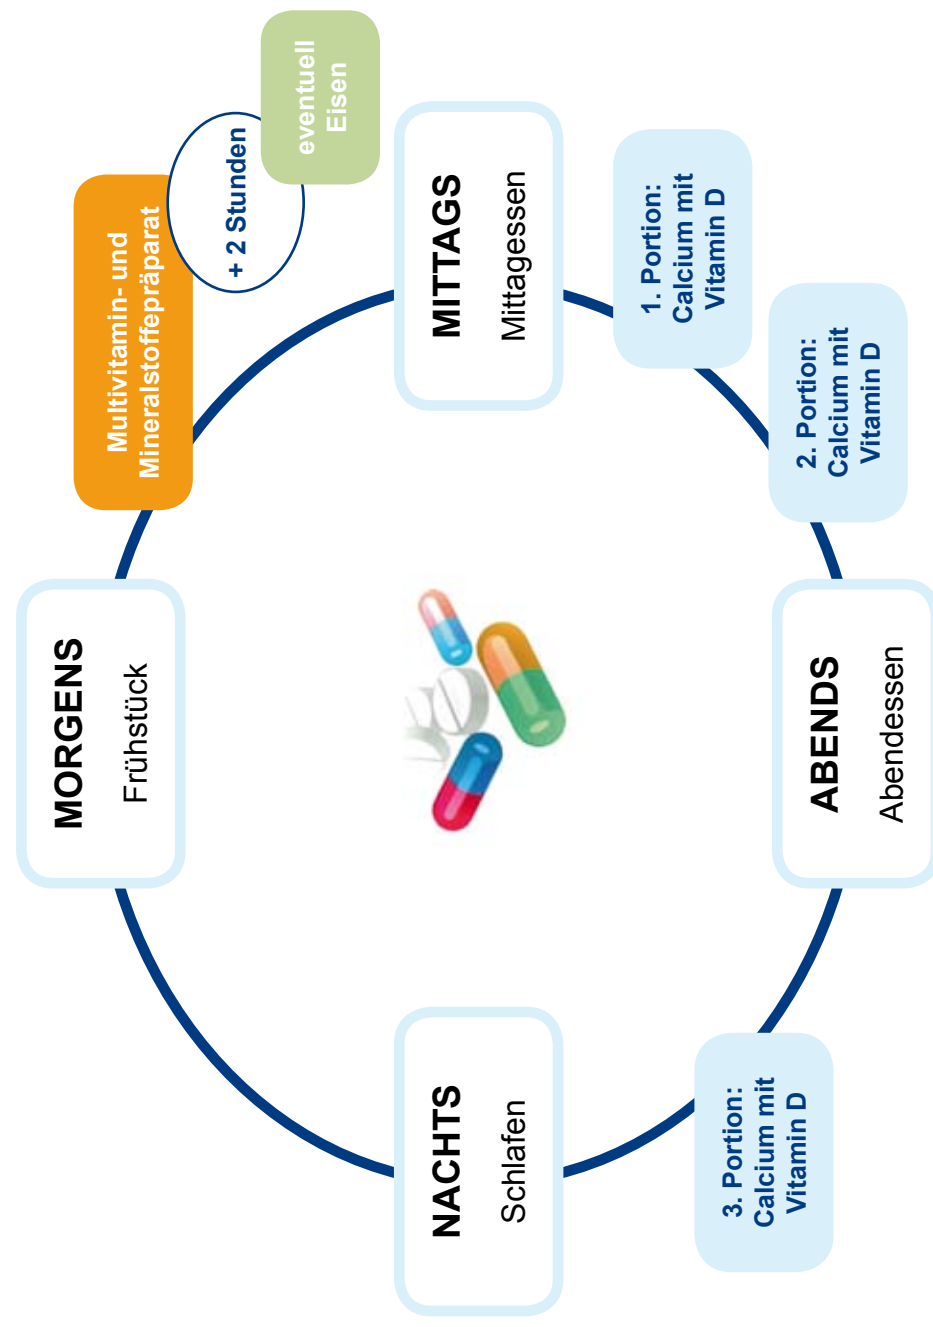 MORGENS
Frühstück
Multivitamin- und
Mineralstoffepräparat
+ 2 Stunden
eventuell
Eisen
MITTAGS
Mittagessen
1. Portion:
Calcium mit
Vitamin D
2. Portion:
Calcium mit
Vitamin D
ABENDS
Abendessen
3. Portion:
Calcium mit
Vitamin D
NACHTS
Schlafen